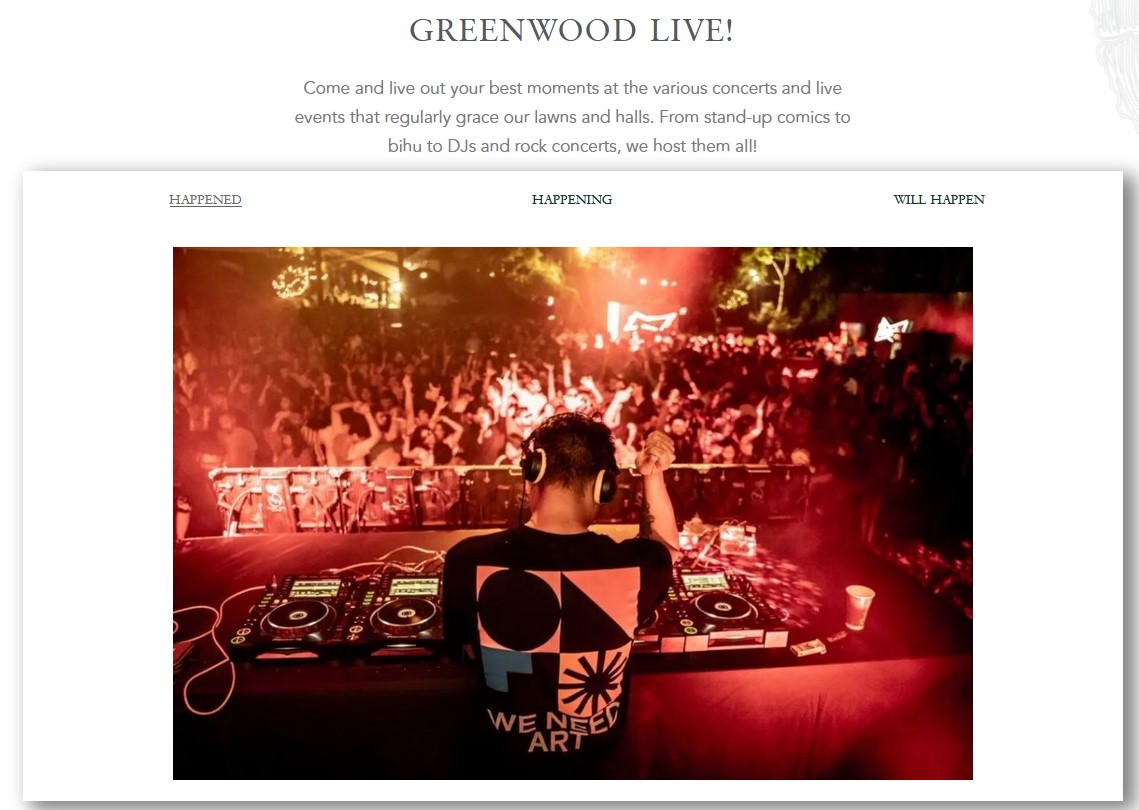 GREENWOOD LIVE!
Come and live out your best moments at the various concerts and live
events that regularly grace our lawns and halls. From stand-up comics to
bihu to DJs and rock concerts, we host them all!
HAPPENED
HAPPENING
WILL HAPPEN
WE NEED
ART